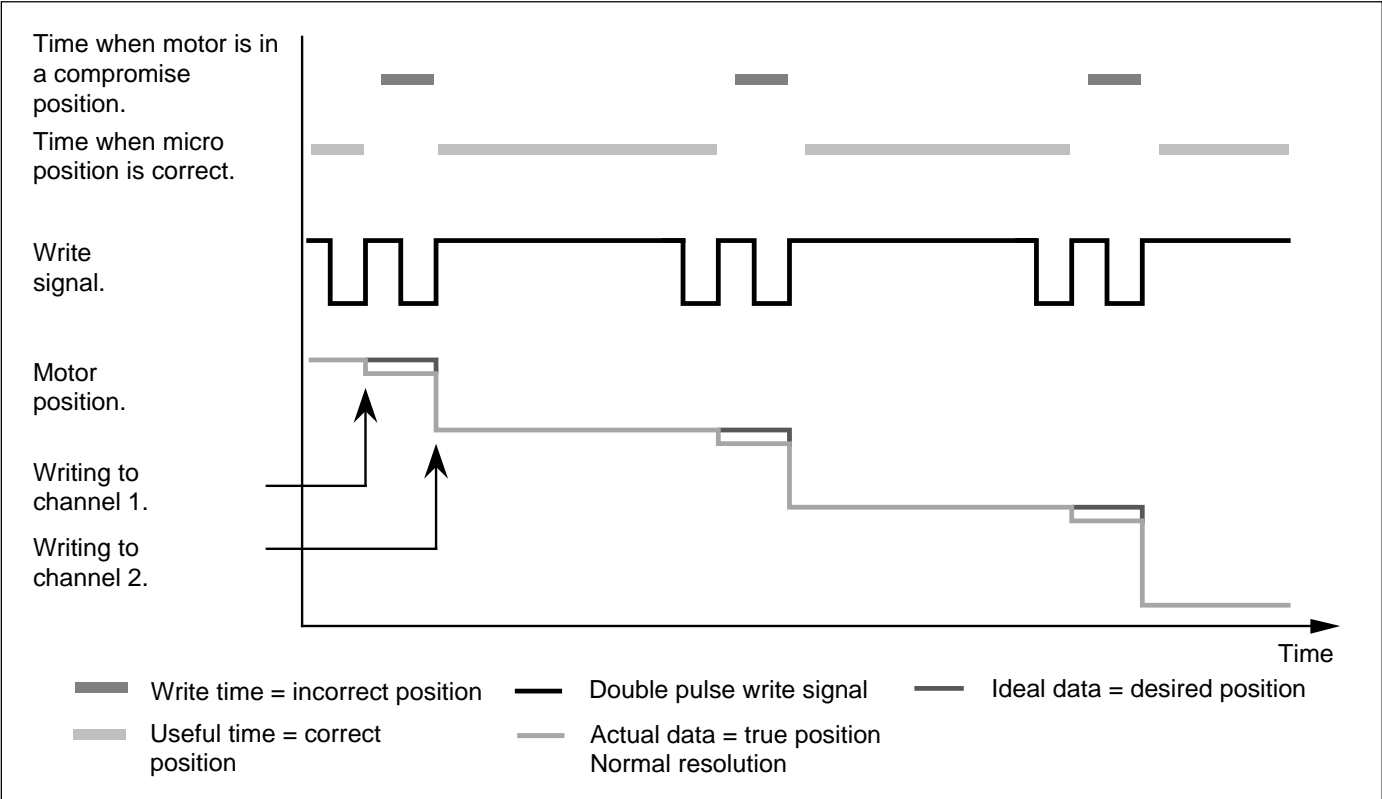 Time when motor is in
a compromise
position.
Time when micro
position is correct.
Write
signal.
Motor
position.
Writing to
channel 1.
Writing to
channel 2.
Time
Write time = incorrect position
Double pulse write signal
Ideal data = desired position
Useful time = correct
position
Actual data = true position
Normal resolution